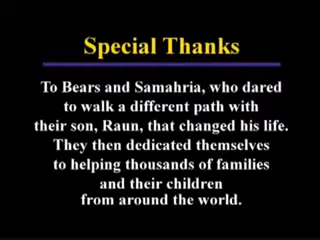 Special Thanks
To Bears and Samahria, who dared
to walk a different path with
their son, Raun, that changed his life.
They then dedicated themselves
to helping thousands of families
and their children
from around the world.